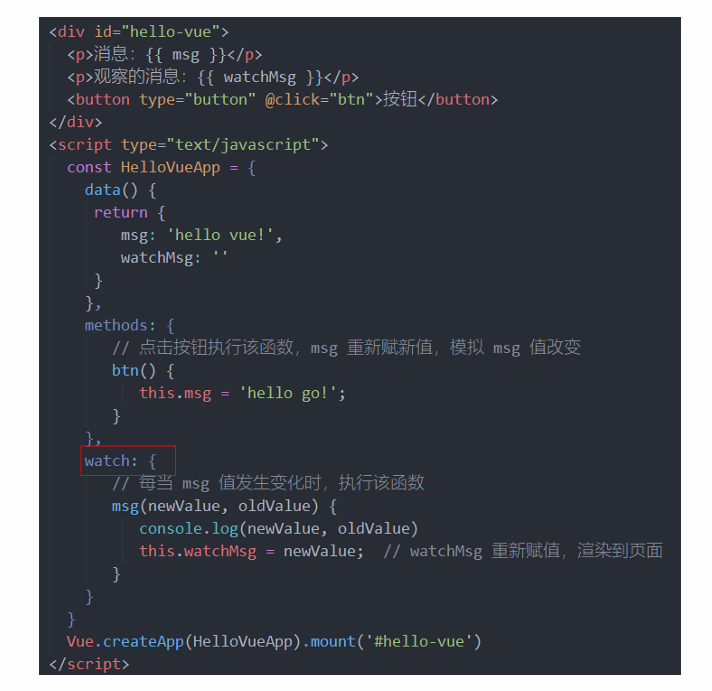 <div id="hello-vue">
<p>消息: {{ msg }}</p>
<p>观察的消息: {{ watchMsg }}</p>
<button type="button" @click="btn">按钮</button>
</div>
<script type="text/javascript">
const HelloVueApp = {
data() {
return {
msg: 'hello vue!',
watchMsg: ''
}
},
methods: {
// 点击按钮执行该函数，msg 重新赋新值，模拟 msg 值改变
btn() {
this.msg = 'hello go!';
}
},
watch: {
// 每当 msg 值发生变化时，执行该函数
msg(newValue, oldValue) {
console.log(newValue, oldValue)
this.watchMsg = newValue;  // watchMsg 重新赋值，渲染到页面
}
}
}
Vue.createApp(HelloVueApp).mount('#hello-vue')
</script>